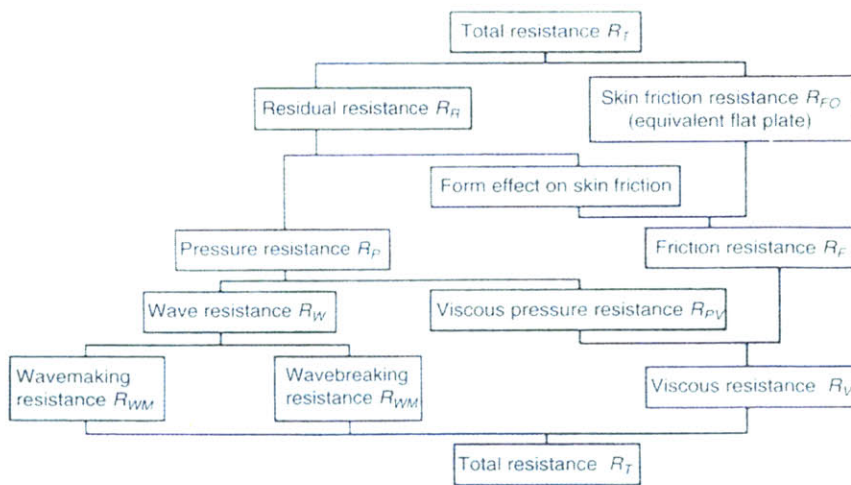 Total resistance R_T
Residual resistance R_R
Skin friction resistance R_FO
(equivalent flat plate)
Form effect on skin friction
Pressure resistance R_P
Friction resistance R_F
Wave resistance R_W
Viscous pressure resistance R_PV
Wavemaking
resistance R_WM
Wavebreaking
resistance R_WM
Viscous resistance R_V
Total resistance R_T